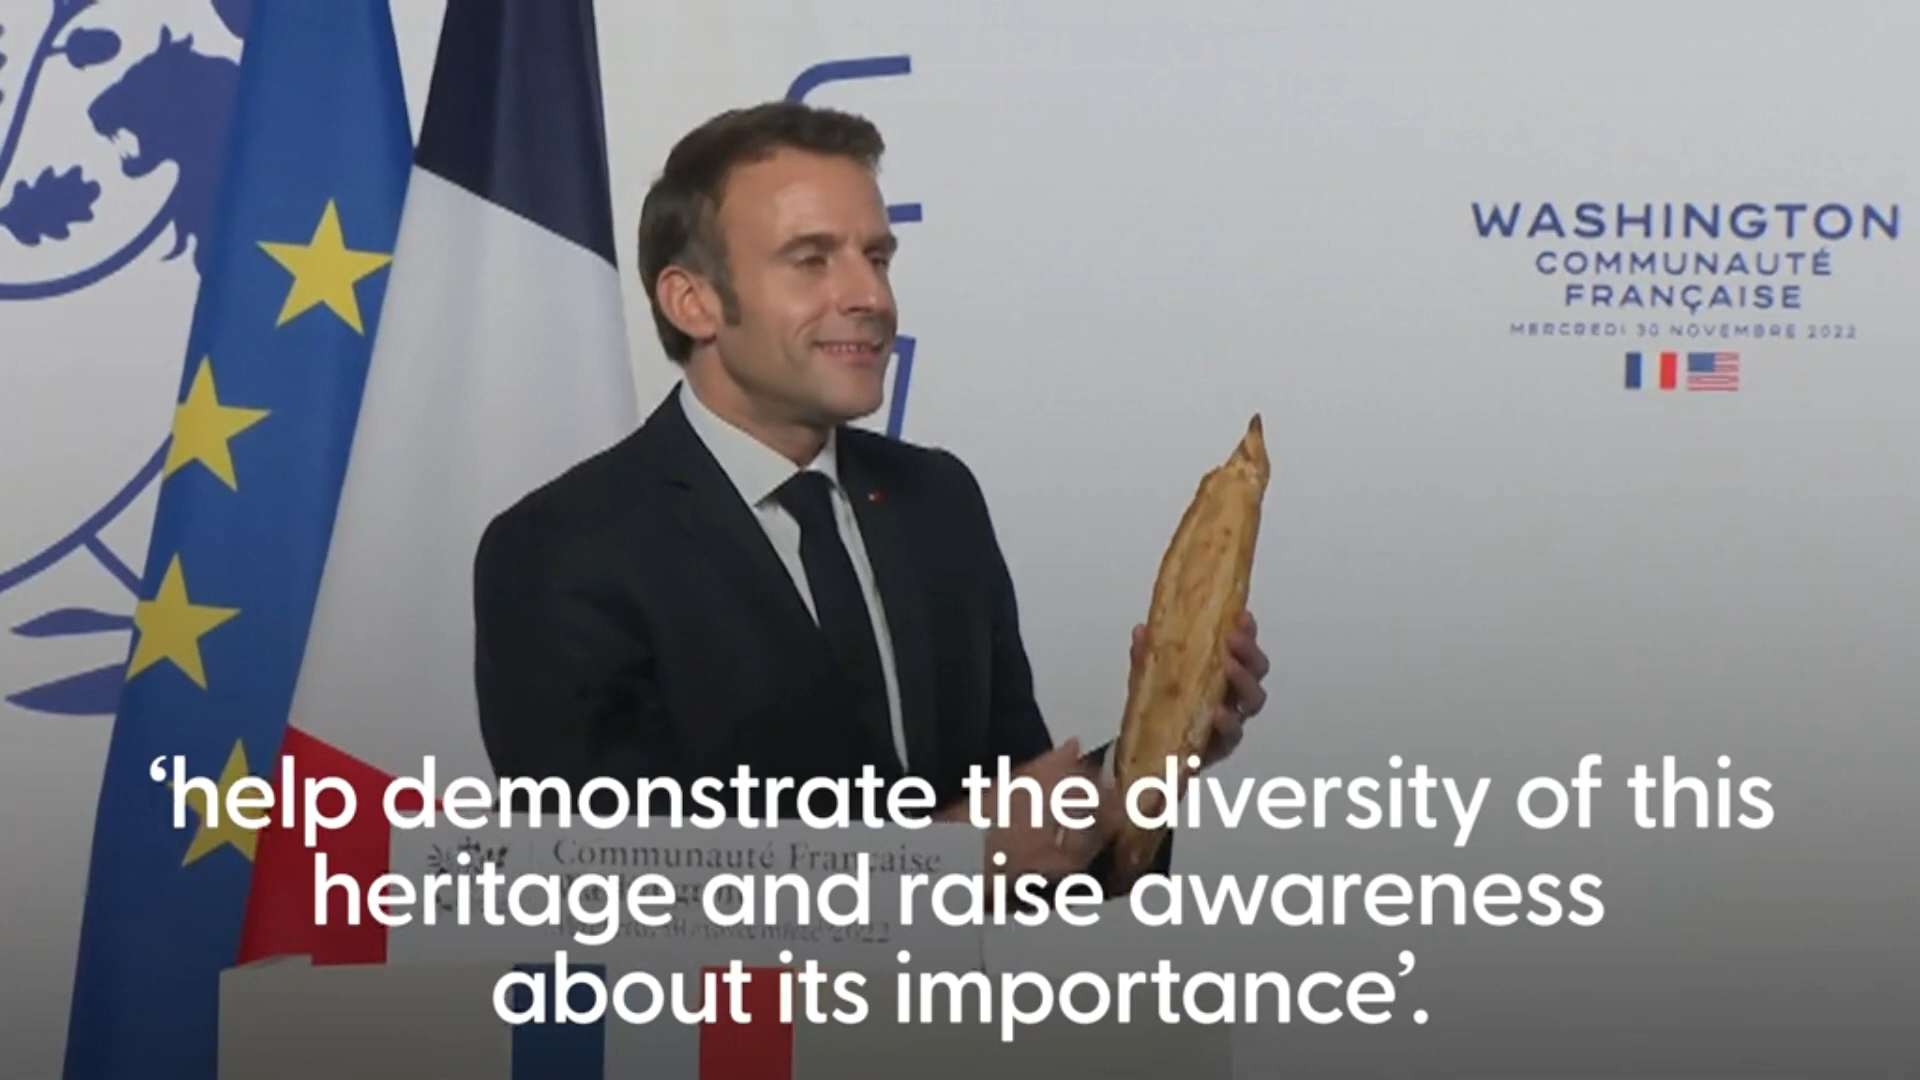 WASHINGTON
COMMUNAUTÉ
FRANÇAISE
MERCREDI 30 NOVEMBRE 2022
Communauté Française
2022
‘help demonstrate the diversity of this
heritage and raise awareness
about its importance’.